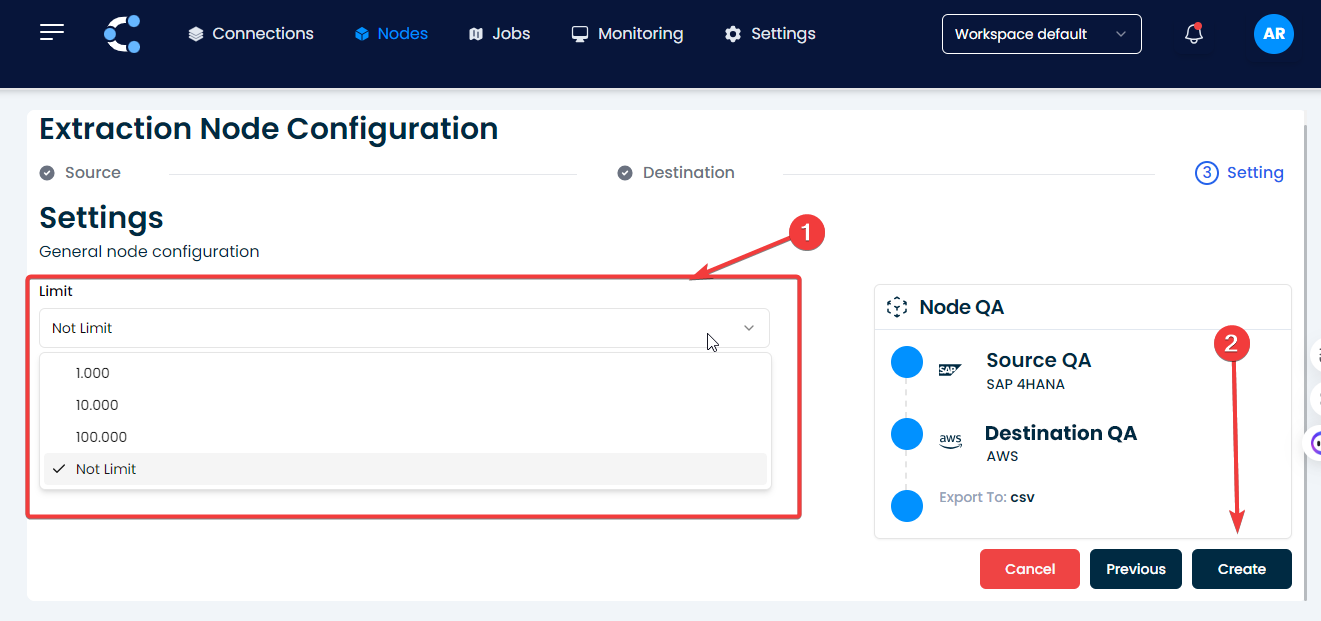 Connections Nodes Jobs Monitoring Settings Workspace default AR
Extraction Node Configuration
Source Destination 3 Setting
Settings
General node configuration
1
Limit
Not Limit
1.000
10.000
100.000
Not Limit
Node QA
2
Source QA
SAP
SAP 4HANA
Destination QA
aws
AWS
Export To: csv
Cancel Previous Create